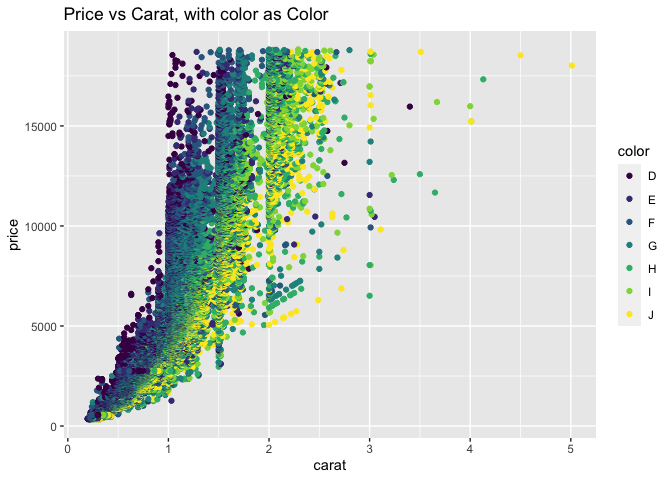 Price vs Carat, with color as Color
15000
10000
5000
0
price
0 1 2 3 4 5
carat
color
D
E
F
G
H
I
J